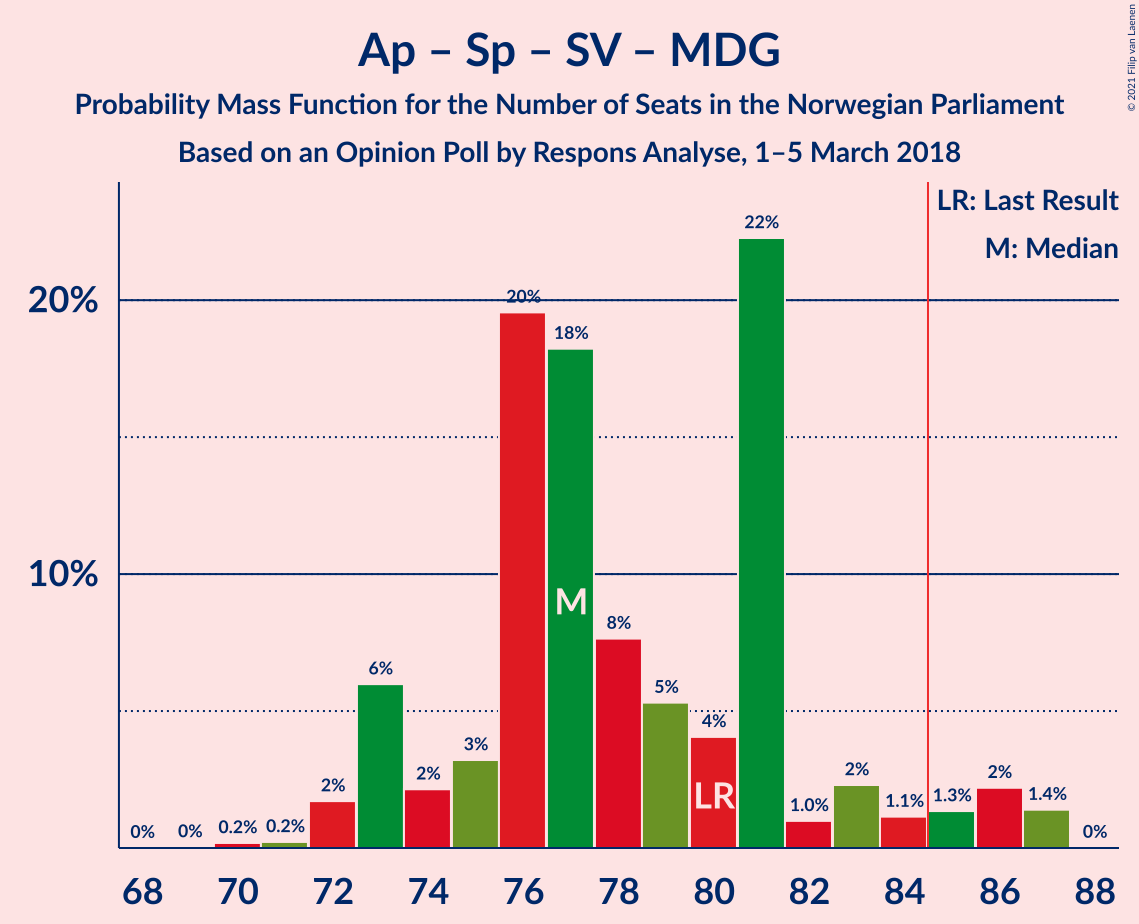 Ap – Sp – SV – MDG
Probability Mass Function for the Number of Seats in the Norwegian Parliament
Based on an Opinion Poll by Respons Analyse, 1–5 March 2018
© 2021 Filip van Laenen
LR: Last Result
M: Median
20%
10%
0%
0%
0.2%
0.2%
2%
6%
2%
3%
20%
18%
8%
5%
4%
22%
1.0%
2%
1.1%
1.3%
2%
1.4%
0%
M
LR
68 70 72 74 76 78 80 82 84 86 88